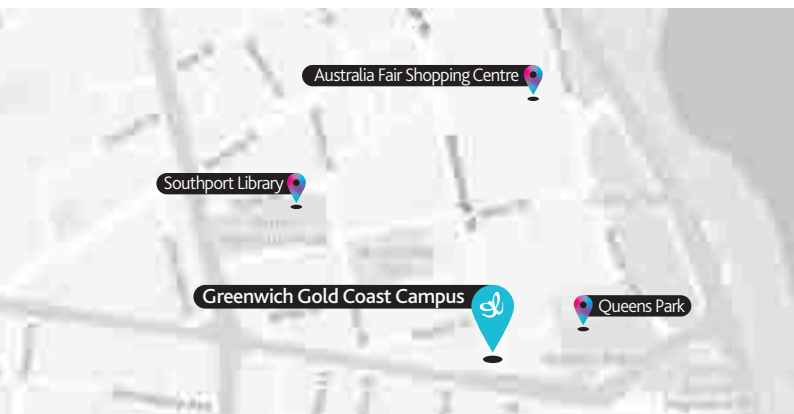 Australia Fair Shopping Centre
Southport Library
Greenwich Gold Coast Campus
Queens Park